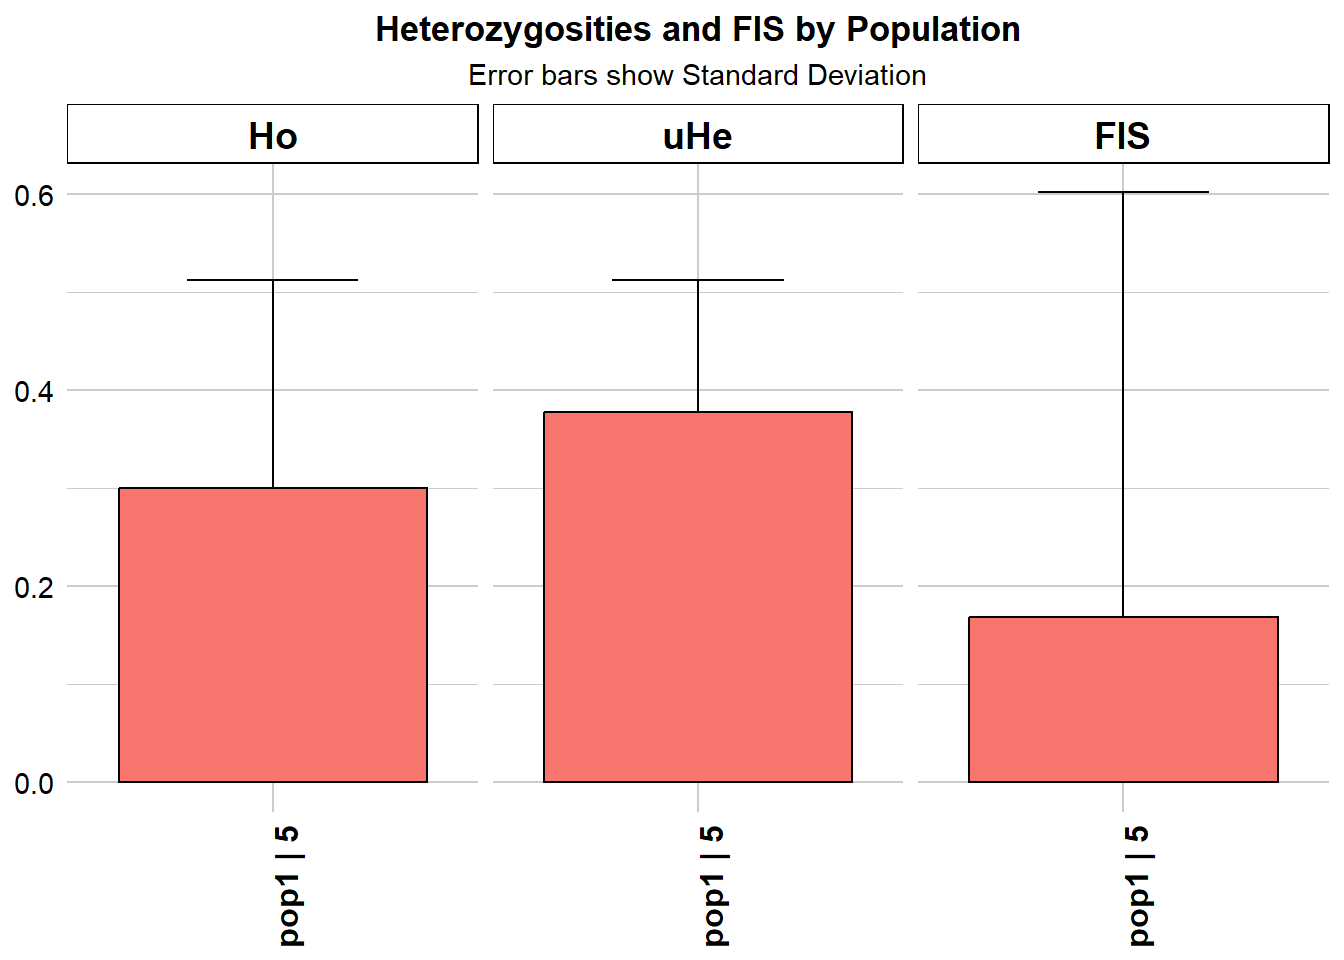 Heterozygosities and FIS by Population
Error bars show Standard Deviation
Ho
uHe
FIS
0.6
0.4
0.2
0.0
pop1 | 5
pop1 | 5
pop1 | 5